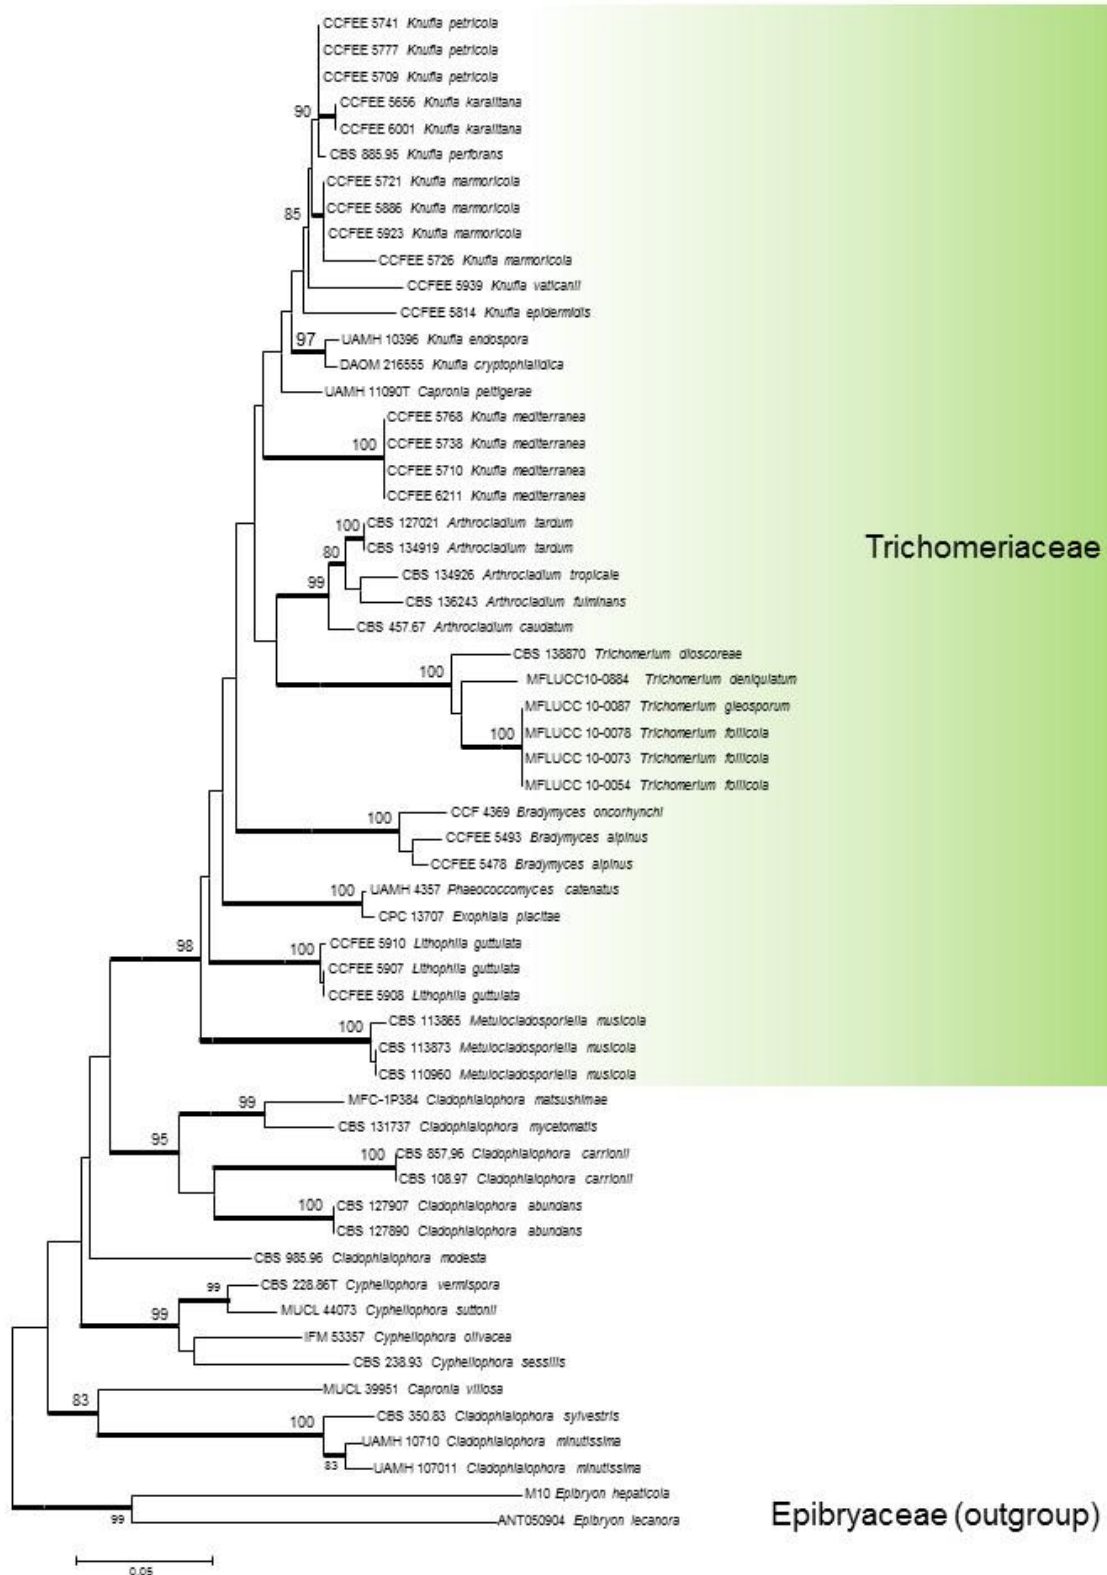 CCFEE 5741 Knufia petricola
CCFEE 5777 Knufia petricola
CCFEE 5709 Knufia petricola
CCFEE 5656 Knufia karalitana
90
CCFEE 6001 Knufia karalitana
CBS 885.95 Knufia perforans
CCFEE 5721 Knufia marmoricola
CCFEE 5886 Knufia marmoricola
85
CCFEE 5923 Knufia marmoricola
CCFEE 5726 Knufia marmoricola
CCFEE 5939 Knufia vaticanii
CCFEE 5814 Knufia epidermidis
97
UAMH 10396 Knufia endospora
DAOM 216555 Knufia cryptophialidica
UAMH 11090T Capronia peltigerae
CCFEE 5768 Knufia mediterranea
100
CCFEE 5738 Knufia mediterranea
CCFEE 5710 Knufia mediterranea
CCFEE 6211 Knufia mediterranea
100
CBS 127021 Arthrocladium tardum
CBS 134919 Arthrocladium tardum
Trichomeriaceae
80
CBS 134926 Arthrocladium tropicale
99
CBS 136243 Arthrocladium fulminans
CBS 457.67 Arthrocladium caudatum
CBS 138870 Trichomerium dioscoreae
100
MFLUCC10-0884 Trichomerium deniqulatum
MFLUCC 10-0087 Trichomerium gleosporum
100
MFLUCC 10-0078 Trichomerium foliicola
MFLUCC 10-0073 Trichomerium foliicola
MFLUCC 10-0054 Trichomerium foliicola
100
CCF 4369 Bradymyces oncorhynchi
CCFEE 5493 Bradymyces alpinus
CCFEE 5478 Bradymyces alpinus
100
UAMH 4357 Phaeococcomyces catenatus
CPC 13707 Exophiala placitae
98
100
CCFEE 5910 Lithophila guttulata
CCFEE 5907 Lithophila guttulata
CCFEE 5908 Lithophila guttulata
100
CBS 113865 Metulocladosporiella musicola
CBS 113873 Metulocladosporiella musicola
CBS 110960 Metulocladosporiella musicola
99
MFC-1P384 Cladophialophora matsushimae
CBS 131737 Cladophialophora mycetomatis
95
100
CBS 857,96 Cladophialophora carrionii
CBS 108.97 Cladophialophora carrionii
100
CBS 127907 Cladophialophora abundans
CBS 127890 Cladophialophora abundans
CBS 985.96 Cladophialophora modesta
99
CBS 228.86T Cyphellophora vermispora
99
MUCL 44073 Cyphellophora suttonii
IFM 53357 Cyphellophora olivacea
CBS 238.93 Cyphellophora sessilis
83
MUCL 39951 Capronia villosa
100
CBS 350.83 Cladophialophora sylvestris
UAMH 10710 Cladophialophora minutissima
83
UAMH 107011 Cladophialophora minutissima
M10 Epibryon hepaticola
99
ANT050904 Epibryon lecanora
Epibryaceae (outgroup)
0.05